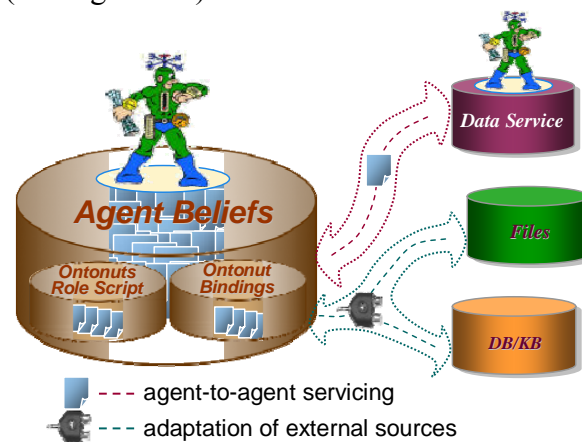 Data Service
Agent Beliefs
Files
Ontonuts
Role Script
Ontonut
Bindings
DB/KB
agent-to-agent servicing
adaptation of external sources